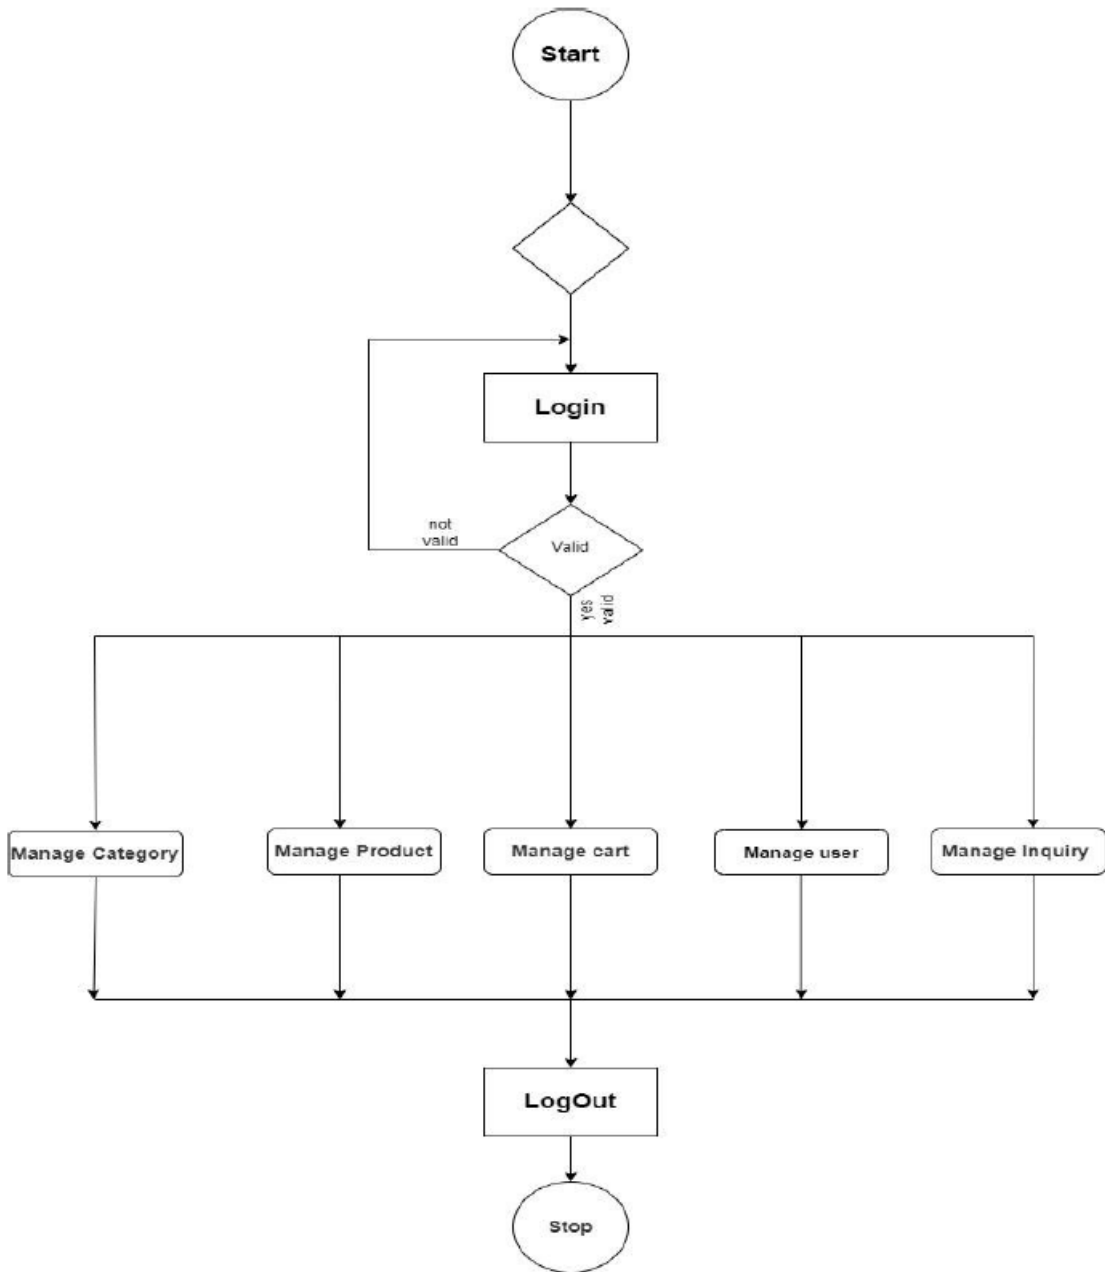 Start
Login
not
valid
Valid
yes
valid
Manage Category
Manage Product
Manage cart
Manage user
Manage Inquiry
LogOut
Stop